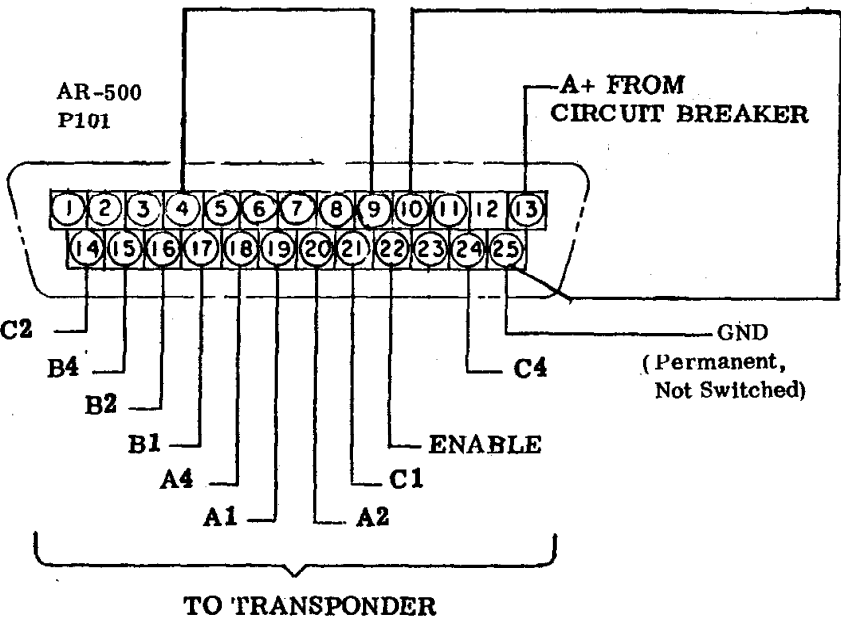 AR-500
P101
A+ FROM
CIRCUIT BREAKER
1 2 3 4 5 6 7 8 9 10 11 12 13
14 15 16 17 18 19 20 21 22 23 24 25
C2
GND
B4
C4
(Permanent,
Not Switched)
B2
B1
ENABLE
A4
C1
A1
A2
TO TRANSPONDER